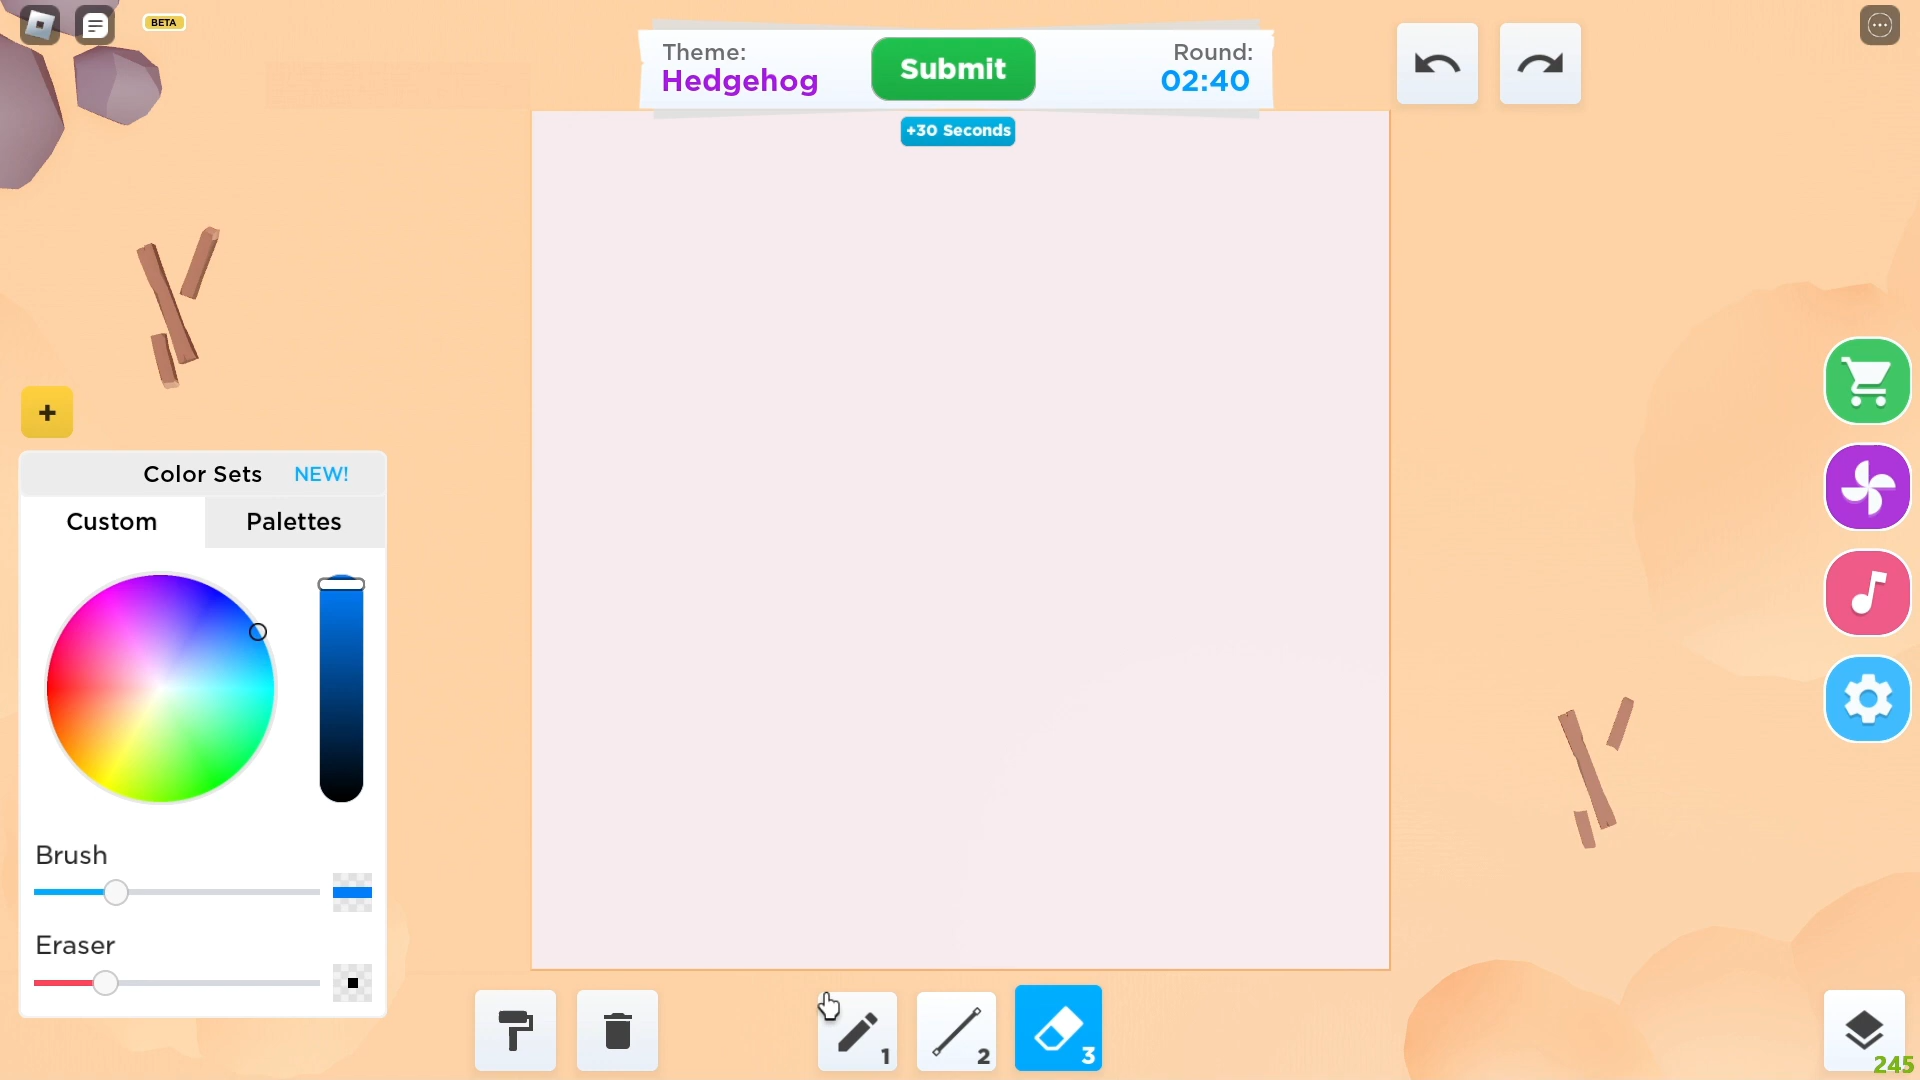 BETA
Theme:
Hedgehog
Submit
Round:
02:40
+30 Seconds
+
Color Sets NEW!
Custom Palettes
Brush
Eraser
1
2
3
245